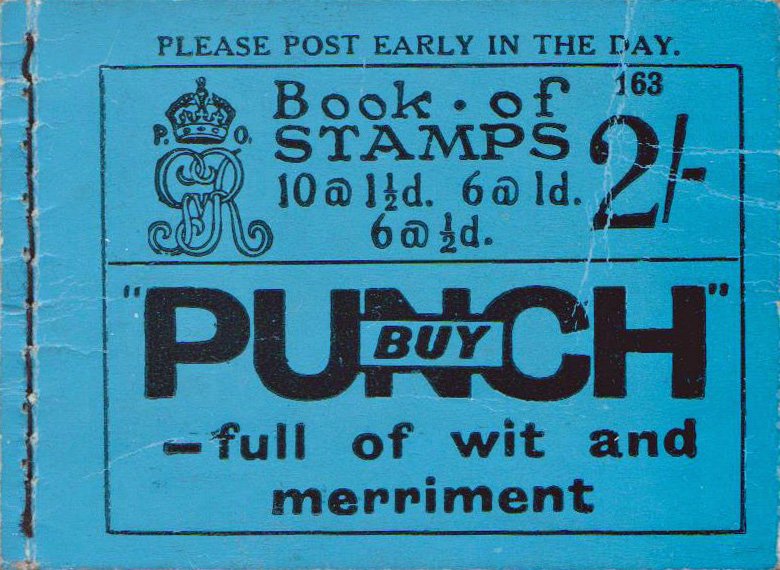 PLEASE POST EARLY IN THE DAY.
163
P. O.
GR
Book · of
STAMPS
2/-
10 @ 1½d. 6 @ 1d.
6 @ ½d.
"PUNCH"
BUY
—full of wit and
merriment